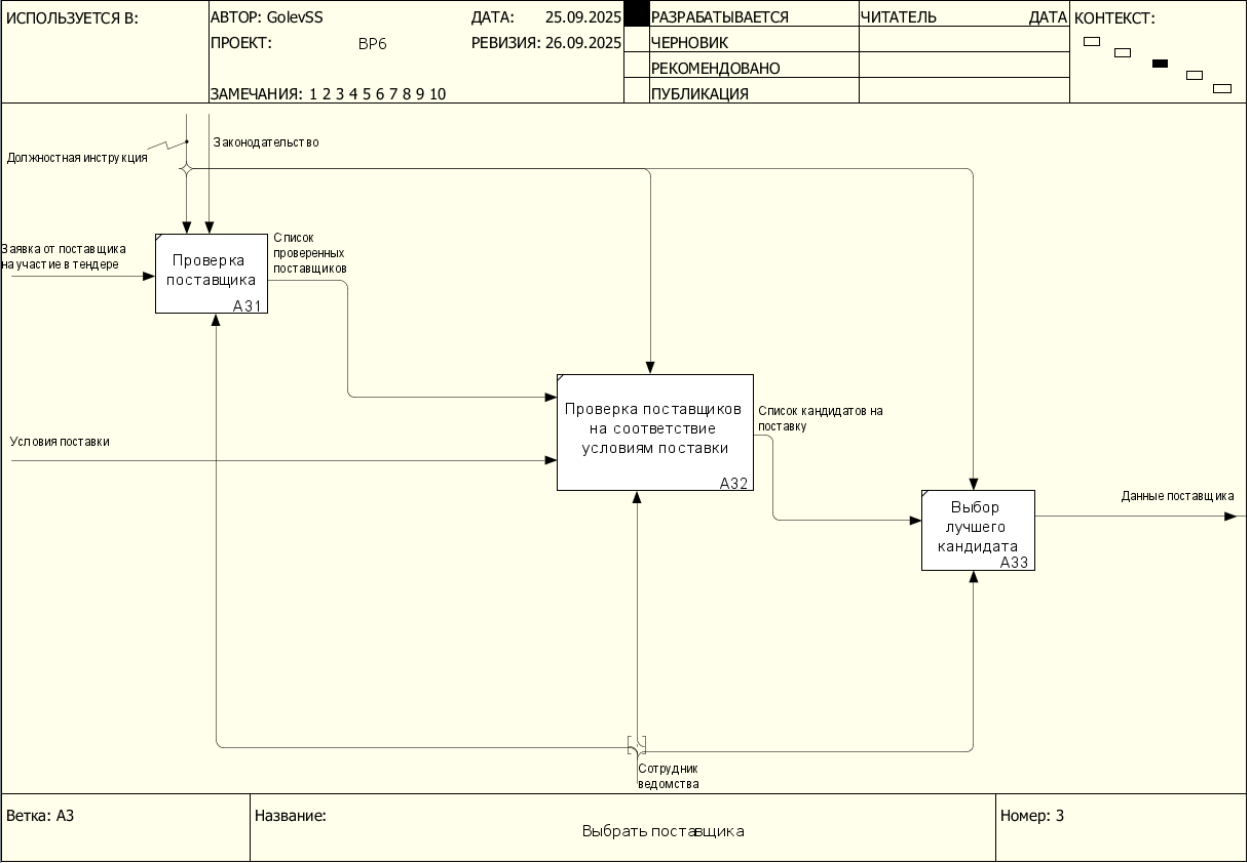 ИСПОЛЬЗУЕТСЯ В:
АВТОР: GolevSS
ДАТА: 25.09.2025
РАЗРАБАТЫВАЕТСЯ
ЧИТАТЕЛЬ
ДАТА
КОНТЕКСТ:
ПРОЕКТ: BP6
РЕВИЗИЯ: 26.09.2025
ЧЕРНОВИК
РЕКОМЕНДОВАНО
ЗАМЕЧАНИЯ: 1 2 3 4 5 6 7 8 9 10
ПУБЛИКАЦИЯ
Законодательство
Должностная инструкция
Заявка от поставщика
на участие в тендере
Проверка
поставщика
A31
Список
проверенных
поставщиков
Условия поставки
Проверка поставщиков
на соответствие
условиям поставки
A32
Список кандидатов на
поставку
Выбор
лучшего
кандидата
A33
Данные поставщика
Сотрудник
ведомства
Ветка: A3
Название:
Выбрать поставщика
Номер: 3